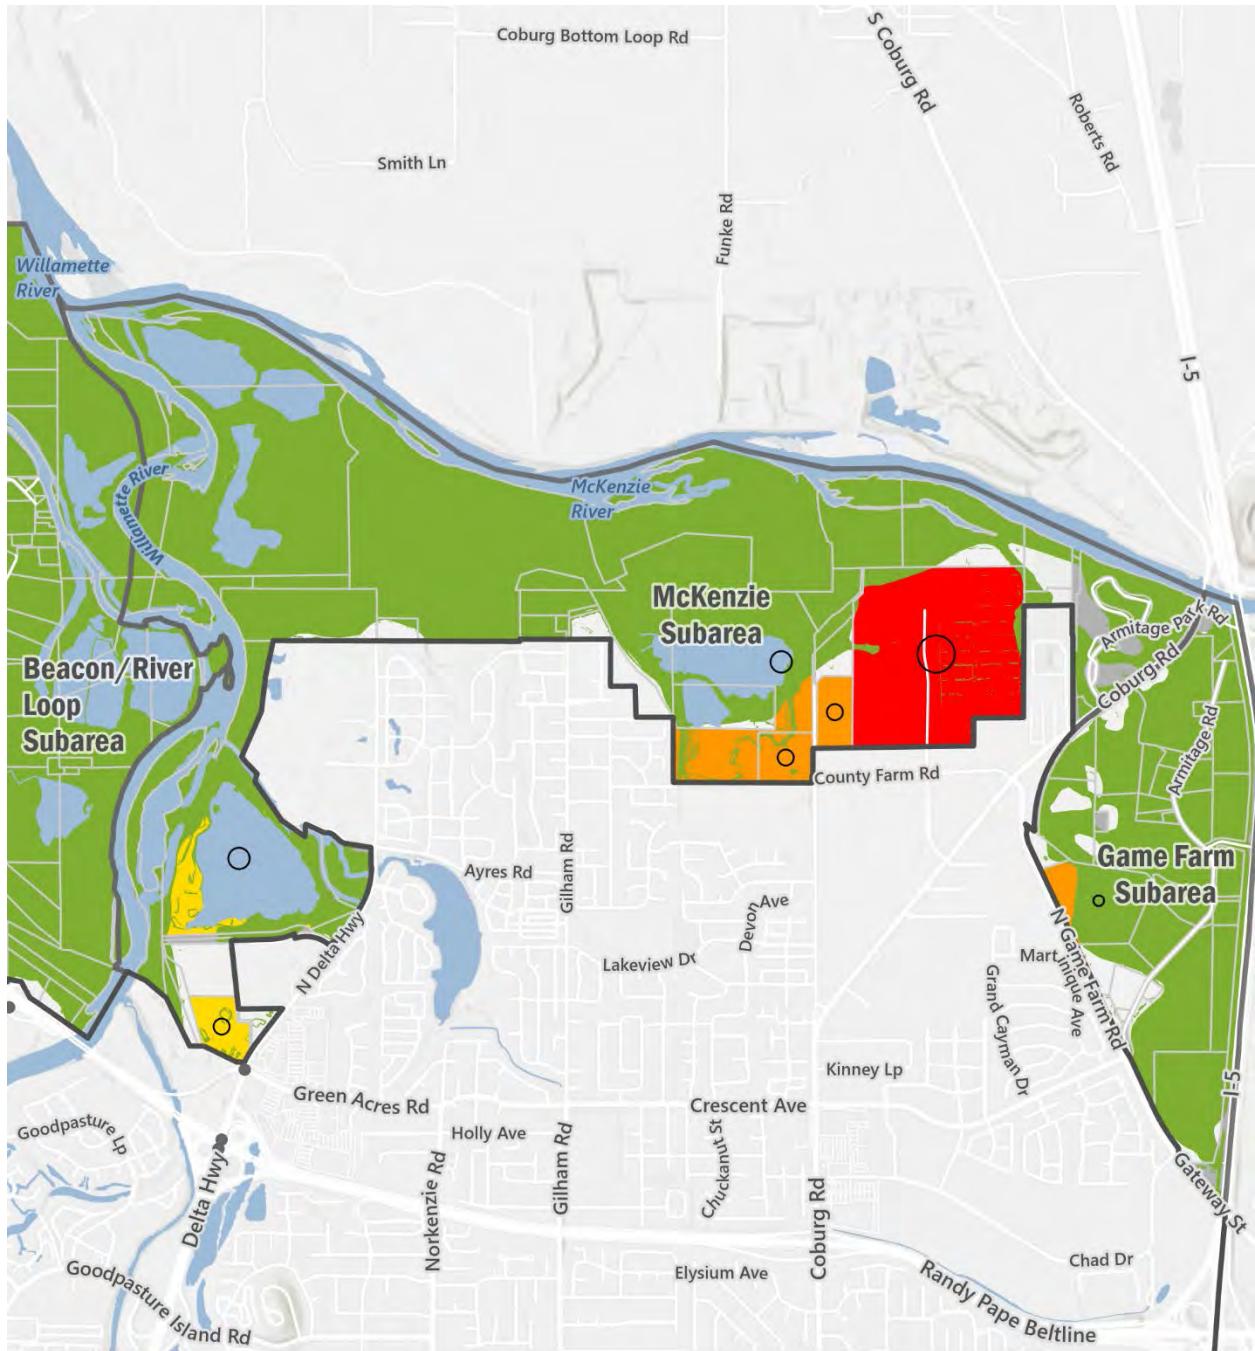 Coburg Bottom Loop Rd
S Coburg Rd
Roberts Rd
Smith Ln
Funke Rd
Willamette
River
I-5
Willamette River
McKenzie
River
McKenzie
Subarea
Armitage Park Rd
Coburg Rd
Beacon/River
Loop
Subarea
Armitage Rd
County Farm Rd
Ayres Rd
Gilham Rd
Game Farm
Subarea
Devon Ave
N Delta Hwy
Lakeview Dr
N Game Farm Rd
Martinique Ave
Grand Cayman Dr
Kinney Lp
I-5
Green Acres Rd
Crescent Ave
Goodpasture Lp
Holly Ave
Chuckanut St
Gilham Rd
Norkenzie Rd
Delta Hwy
Coburg Rd
Gateway St
Chad Dr
Elysium Ave
Randy Pape Beltline
Goodpasture Island Rd